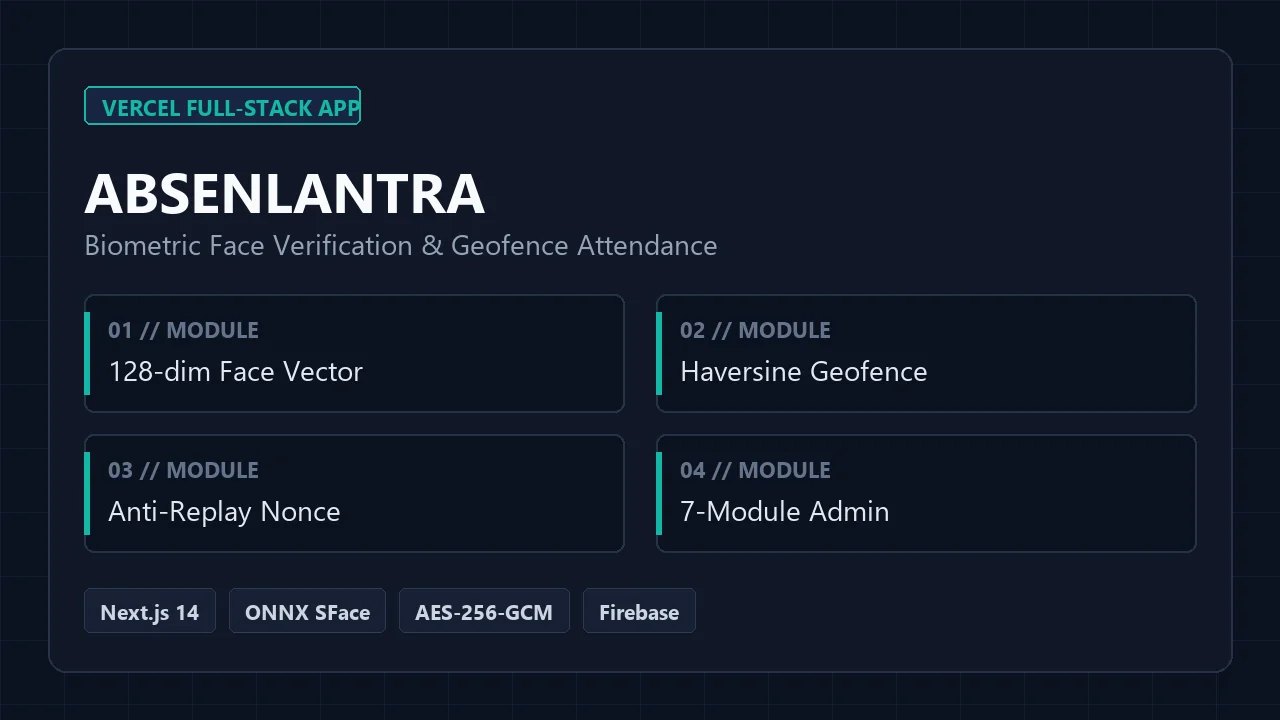 VERCEL FULL-STACK APP
ABSENLANTRA
Biometric Face Verification & Geofence Attendance
01 // MODULE
128-dim Face Vector
02 // MODULE
Haversine Geofence
03 // MODULE
Anti-Replay Nonce
04 // MODULE
7-Module Admin
Next.js 14
ONNX SFace
AES-256-GCM
Firebase